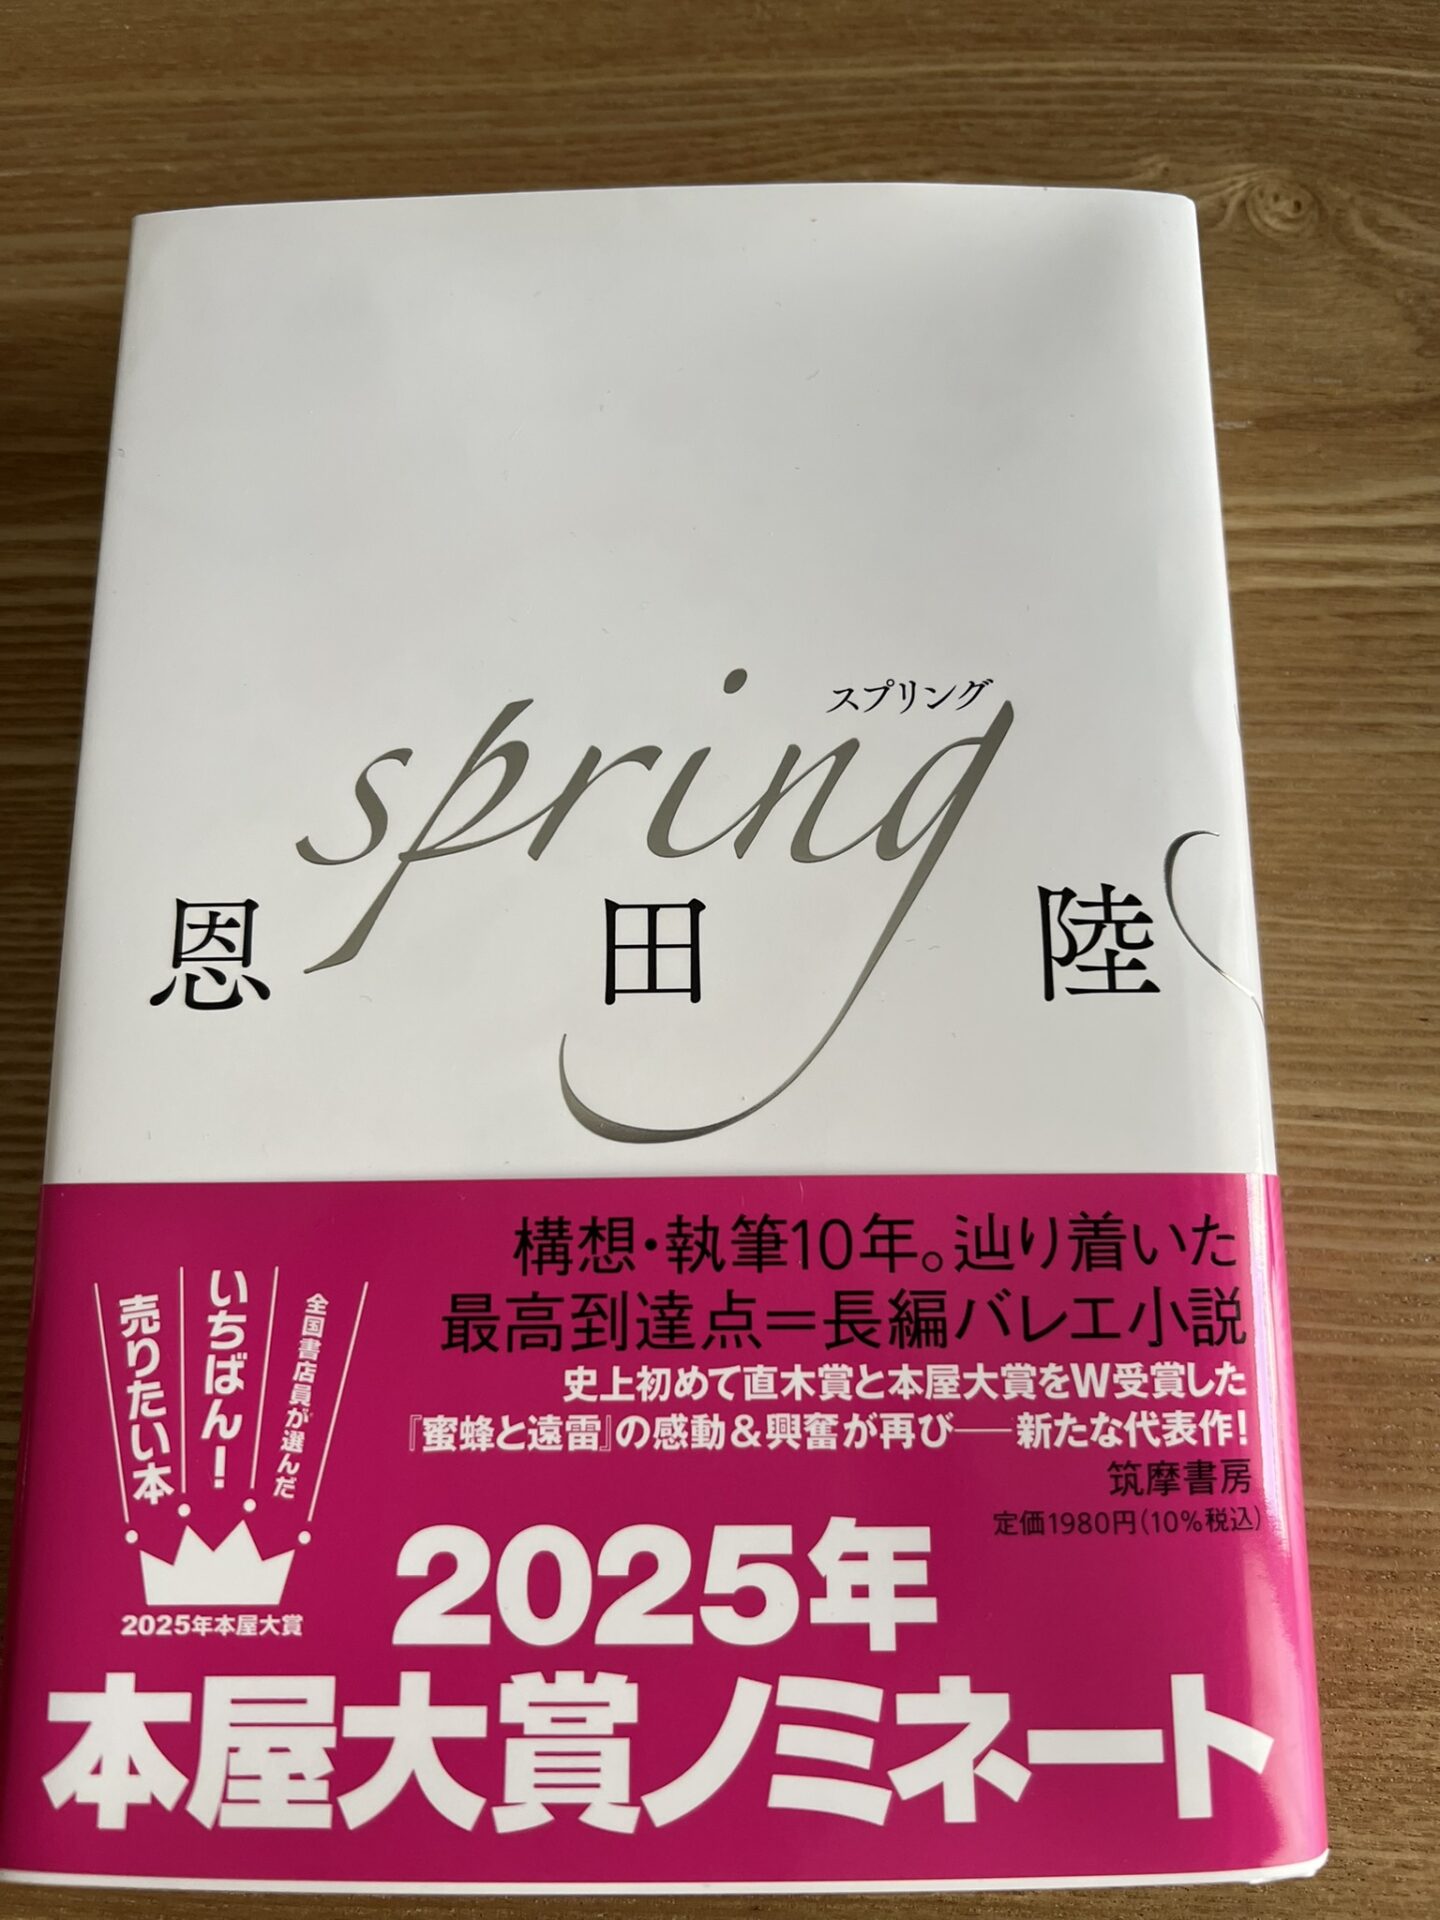 スプリング
spring
恩田陸
構想・執筆10年。辿り着いた
最高到達点=長編バレエ小説
史上初めて直木賞と本屋大賞をW受賞した
『蜜蜂と遠雷』の感動&興奮が再び──新たな代表作!
筑摩書房
定価1980円(10%税込)
全国書店員が選んだ
いちばん!
売りたい本
2025年本屋大賞
2025年
本屋大賞ノミネート